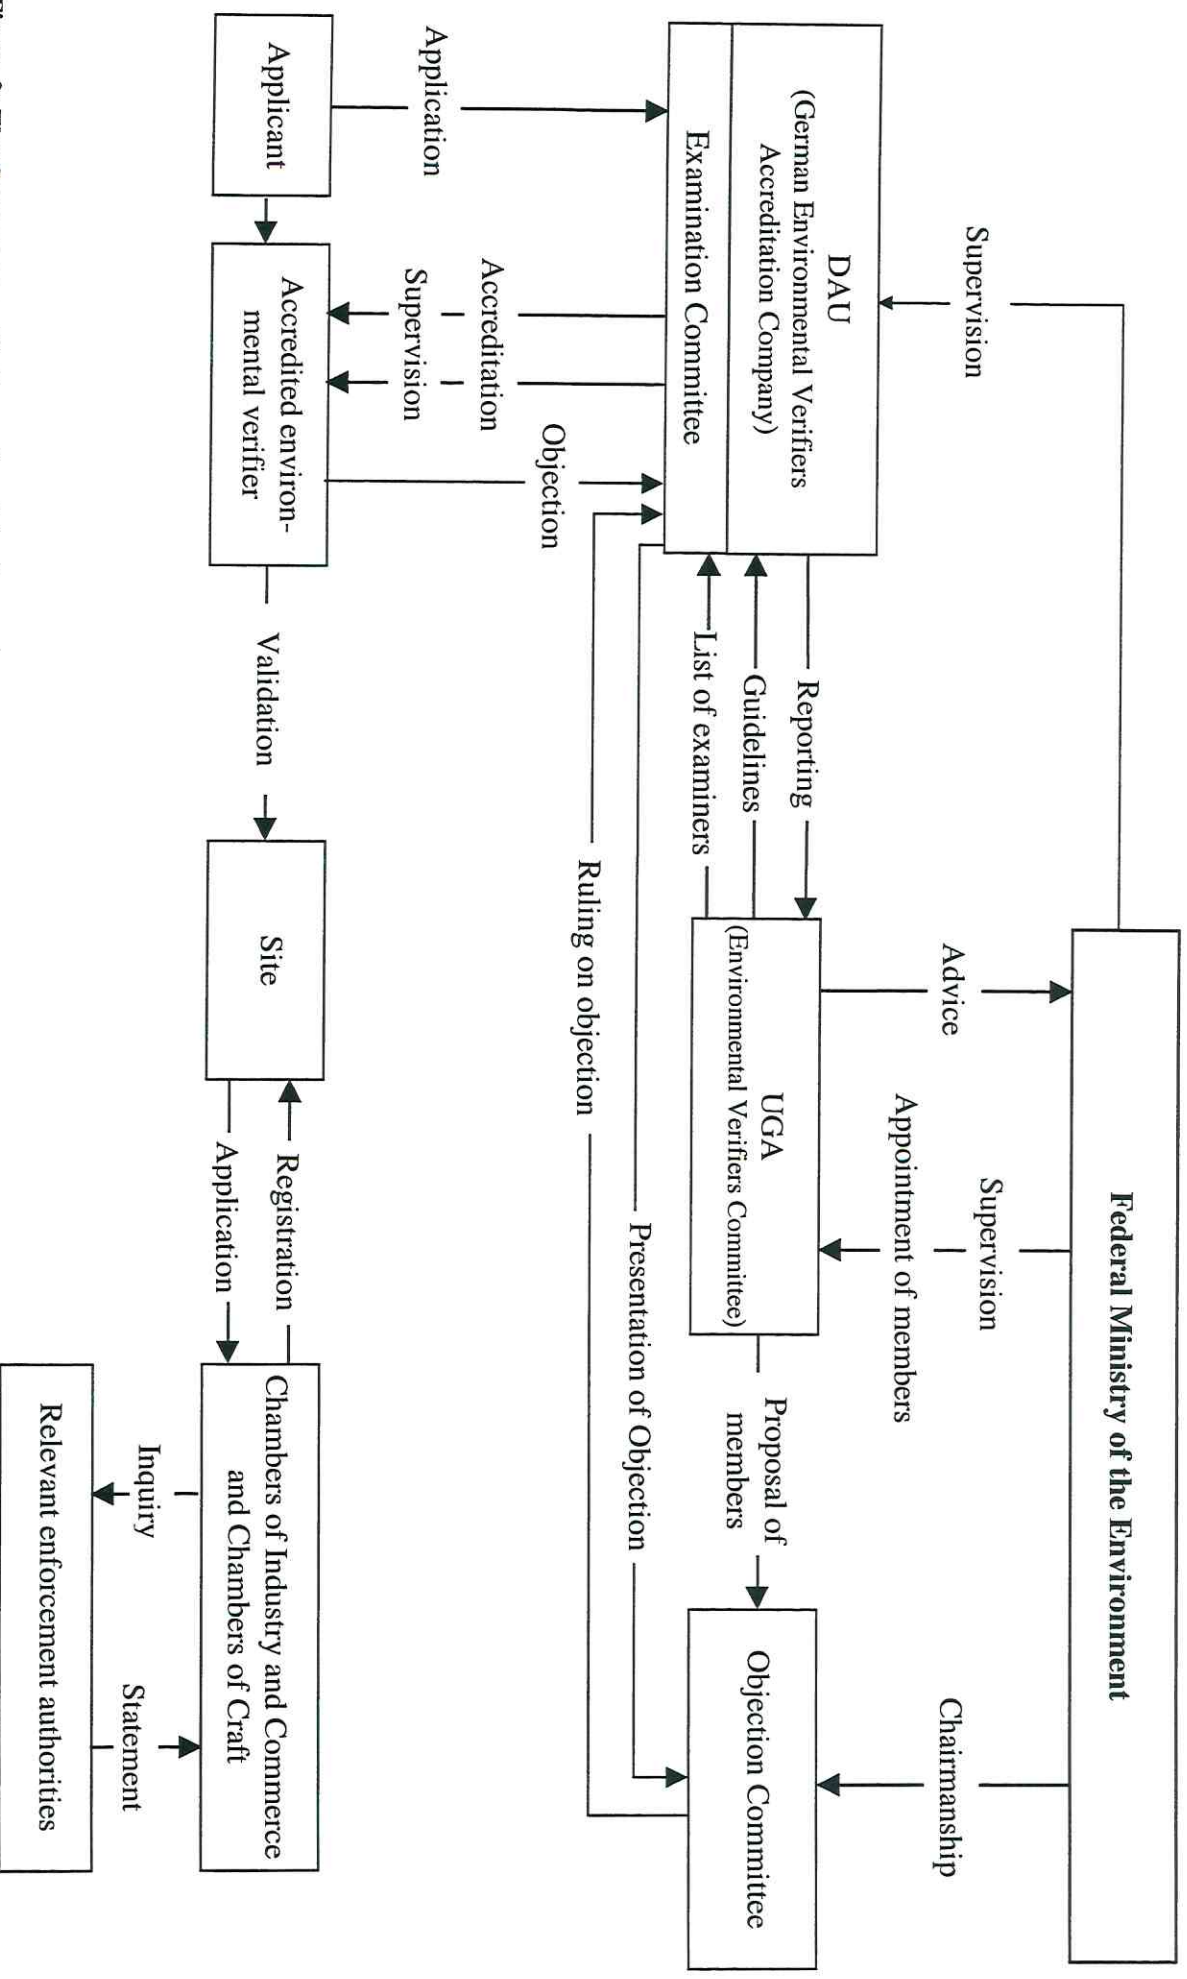 Federal Ministry of the Environment
Supervision
Advice
Supervision
Appointment of members
Chairmanship
DAU
(German Environmental Verifiers
Accreditation Company)
Examination Committee
Reporting
Guidelines
List of examiners
UGA
(Environmental Verifiers Committee)
Proposal of
members
Objection Committee
Presentation of Objection
Ruling on objection
Application
Accreditation
Supervision
Objection
Applicant
Accredited environ-
mental verifier
Validation
Site
Registration
Application
Chambers of Industry and Commerce
and Chambers of Craft
Inquiry
Statement
Relevant enforcement authorities